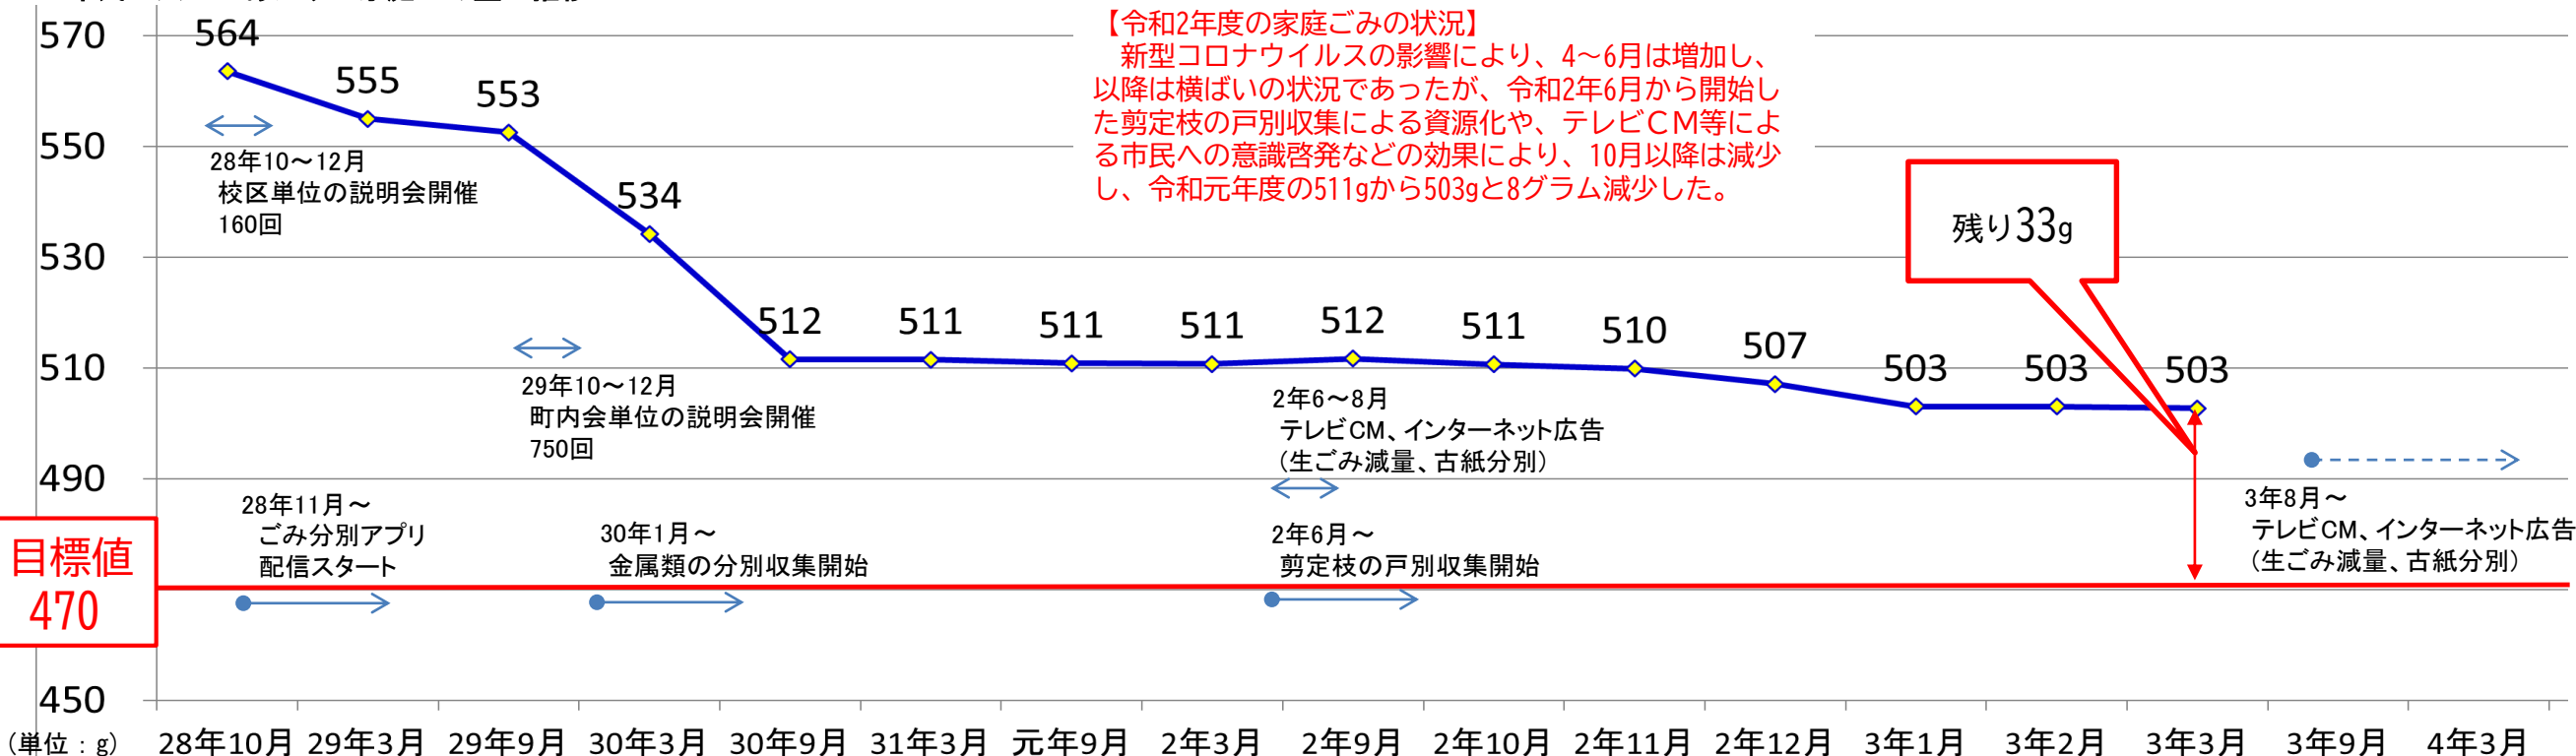 【令和2年度の家庭ごみの状況】
新型コロナウイルスの影響により、4～6月は増加し、
以降は横ばいの状況であったが、令和2年6月から開始し
た剪定枝の戸別収集による資源化や、テレビＣＭ等によ
る市民への意識啓発などの効果により、10月以降は減少
し、令和元年度の511gから503gと8グラム減少した。
570
550
530
510
490
450
564
555
553
534
512
511
511
511
512
511
510
507
503
503
503
残り33g
28年10～12月
校区単位の説明会開催
160回
29年10～12月
町内会単位の説明会開催
750回
2年6～8月
テレビCM、インターネット広告
(生ごみ減量、古紙分別)
28年11月～
ごみ分別アプリ
配信スタート
30年1月～
金属類の分別収集開始
2年6月～
剪定枝の戸別収集開始
3年8月～
テレビCM、インターネット広告
(生ごみ減量、古紙分別)
目標値
470
(単位：g)
28年10月 29年3月 29年9月 30年3月 30年9月 31年3月 元年9月 2年3月 2年9月 2年10月 2年11月 2年12月 3年1月 3年2月 3年3月 3年9月 4年3月